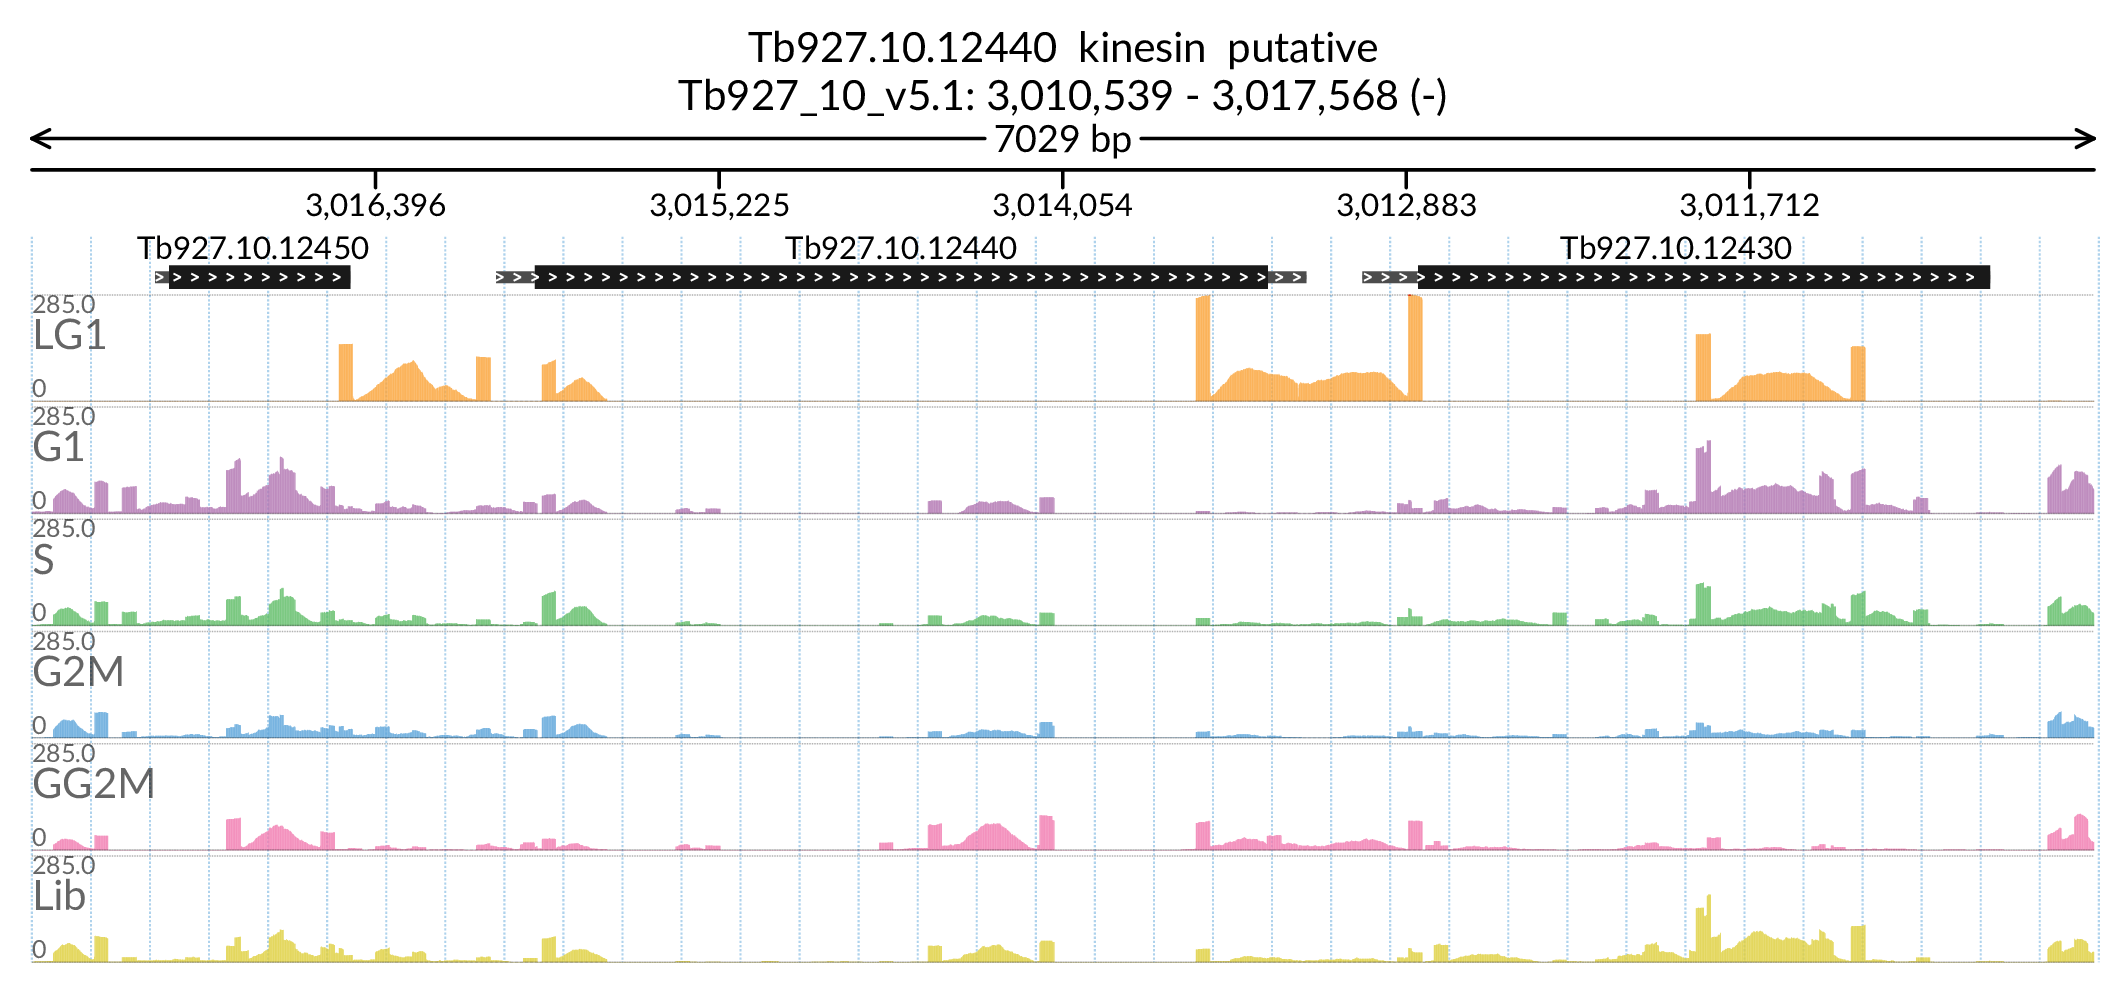 Tb927.10.12440 kinesin putative
Tb927_10_v5.1: 3,010,539 - 3,017,568 (-)
7029 bp
3,016,396 3,015,225 3,014,054 3,012,883 3,011,712
Tb927.10.12450 Tb927.10.12440 Tb927.10.12430
285.0
LG1
0
285.0
G1
0
285.0
S
0
285.0
G2M
0
285.0
GG2M
0
285.0
Lib
0